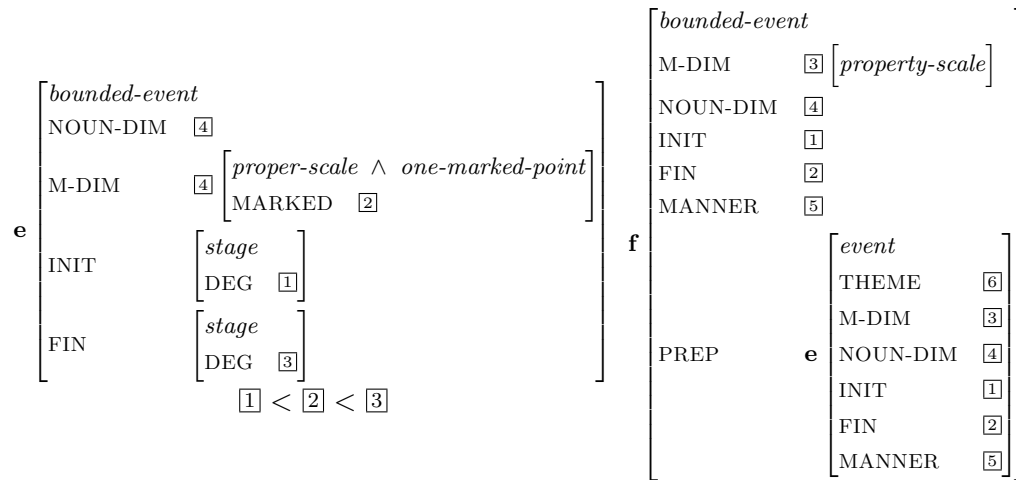 e
bounded-event
NOUN-DIM 4
M-DIM 4 proper-scale ∧ one-marked-point
MARKED 2
INIT stage
DEG 1
FIN stage
DEG 3
1 < 2 < 3
f
bounded-event
M-DIM 3 property-scale
NOUN-DIM 4
INIT 1
FIN 2
MANNER 5
PREP e
event
THEME 6
M-DIM 3
NOUN-DIM 4
INIT 1
FIN 2
MANNER 5